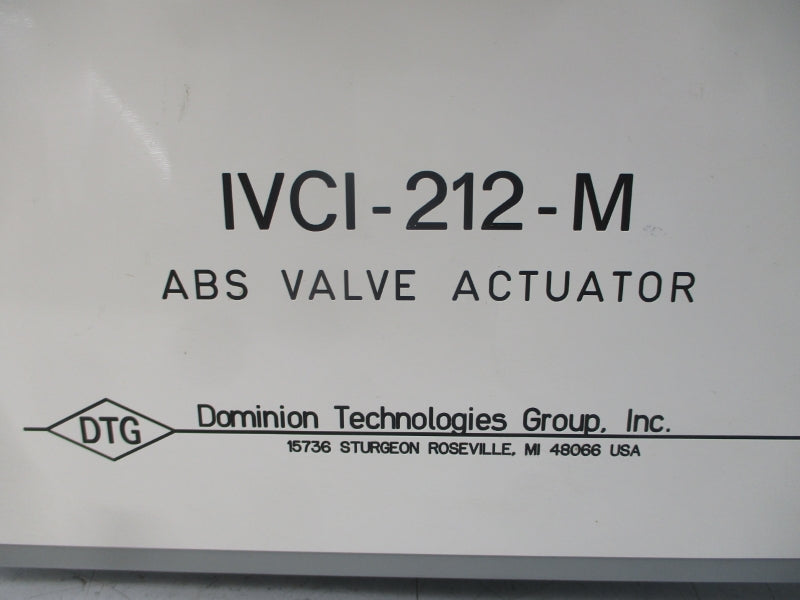 IVCI-212-M
ABS VALVE ACTUATOR
DTG
Dominion Technologies Group, Inc.
15736 STURGEON ROSEVILLE, MI 48066 USA